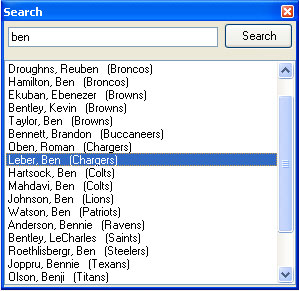 Search
ben Search
Droughns, Reuben (Broncos)
Hamilton, Ben (Broncos)
Ekuban, Ebenezer (Browns)
Bentley, Kevin (Browns)
Taylor, Ben (Browns)
Bennett, Brandon (Buccaneers)
Oben, Roman (Chargers)
Leber, Ben (Chargers)
Hartsock, Ben (Colts)
Mahdavi, Ben (Colts)
Johnson, Ben (Lions)
Watson, Ben (Patriots)
Anderson, Bennie (Ravens)
Bentley, LeCharles (Saints)
Roethlisbergr, Ben (Steelers)
Joppru, Bennie (Texans)
Olson, Benji (Titans)